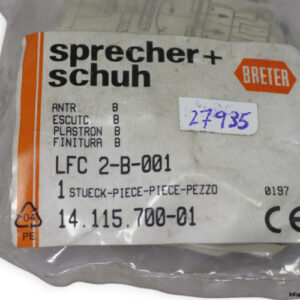 sprecher+
schuh
BRETER
ANTR B
ESCUTC B
PLASTRON B
FINITURA B
27935
LFC 2-B-001
1 STUECK-PIECE-PIECE-PEZZO
0197
04
PE
14.115.700-01
CE